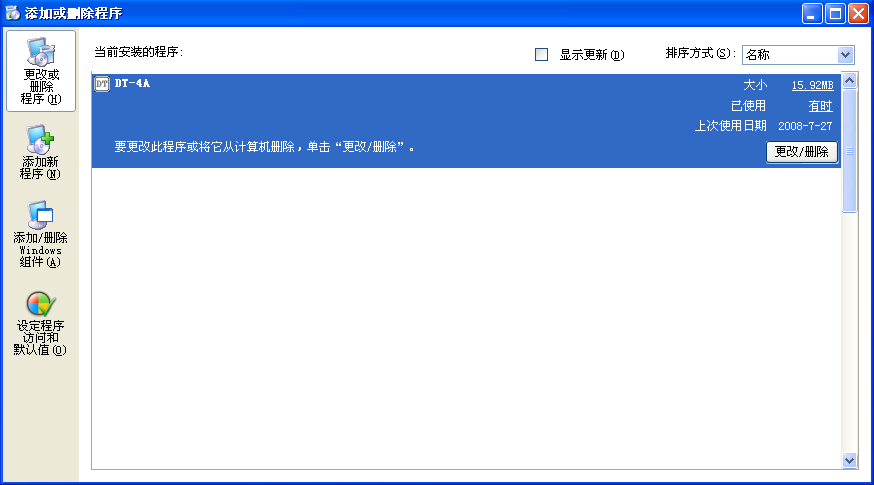 添加或删除程序
更改或
删除
程序(H)
添加新
程序(N)
添加/删除
Windows
组件(A)
设定程序
访问和
默认值(O)
当前安装的程序:
显示更新(D)
排序方式(S):
名称
DT
DT-4A
大小 15.92MB
已使用 有时
上次使用日期 2008-7-27
要更改此程序或将它从计算机删除，单击“更改/删除”。
更改/删除